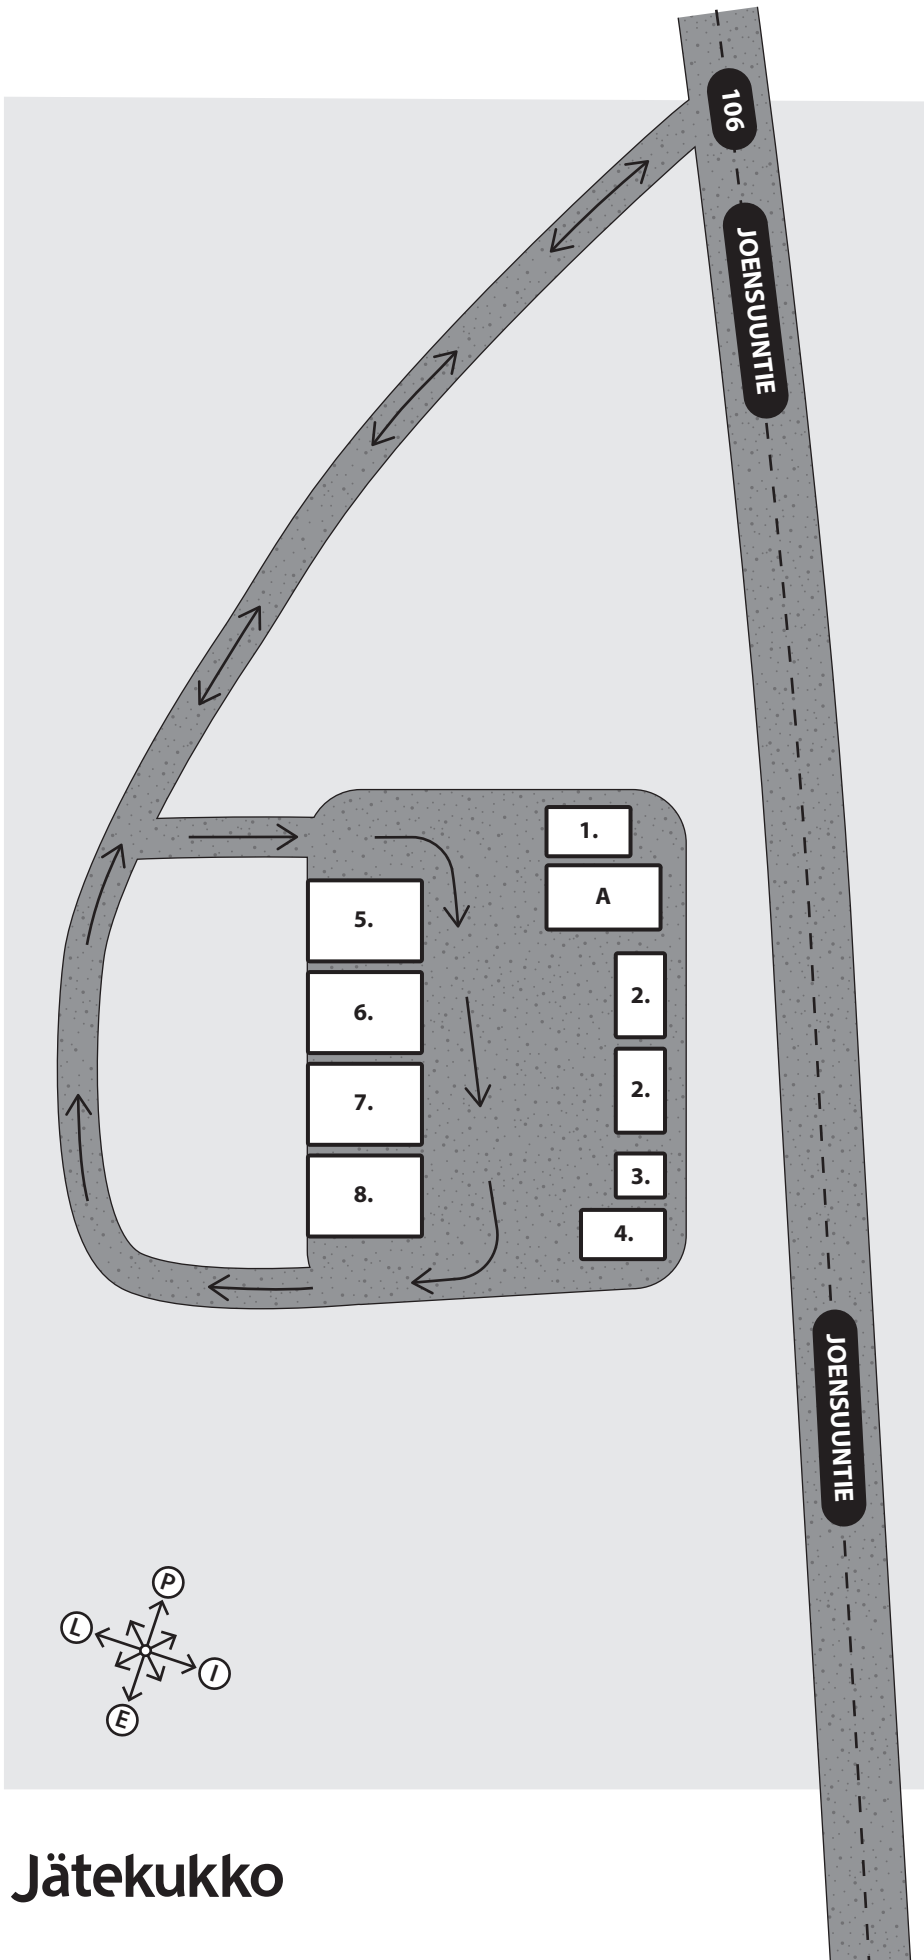 106
JOENSUUNTIE
1.
A
5.
2.
6.
2.
7.
3.
8.
4.
JOENSUUNTIE
P
L
I
E
Jätekukko